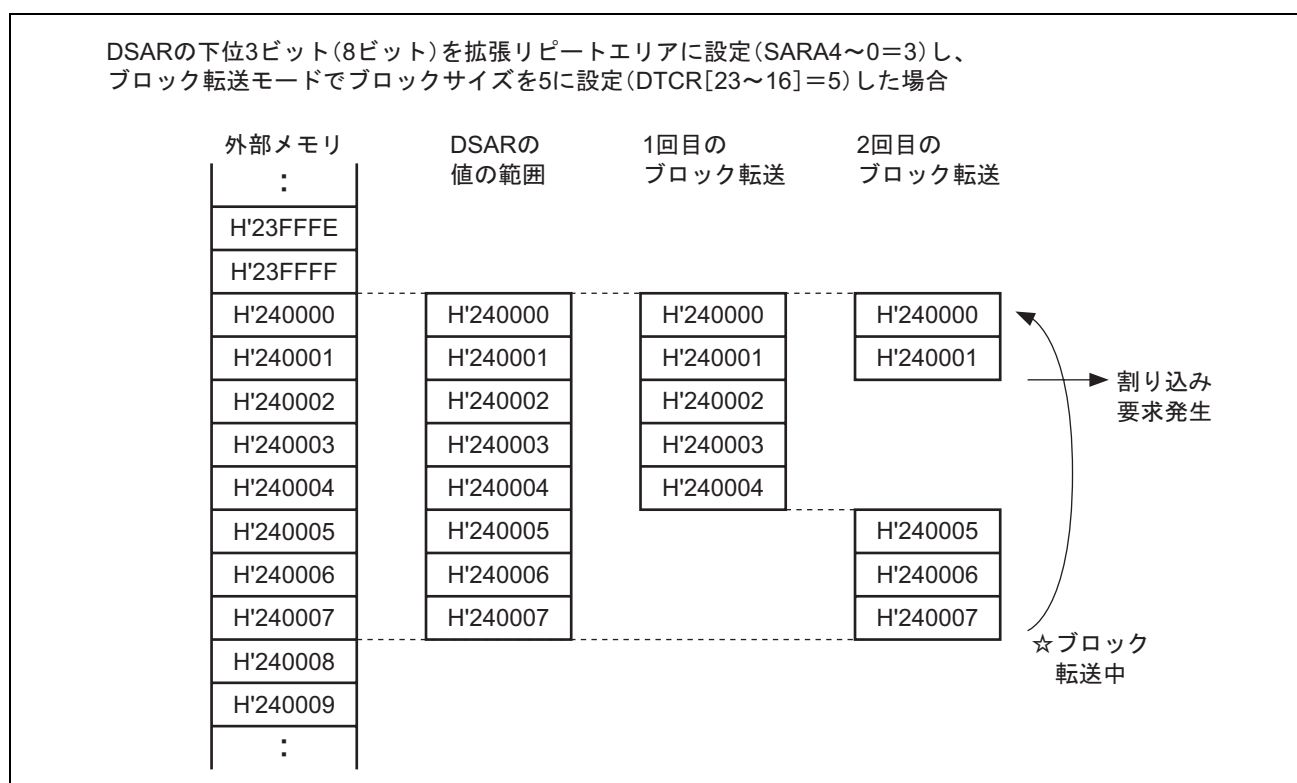 DSARの下位3ビット(8ビット)を拡張リピートエリアに設定(SARA4〜0=3)し、
ブロック転送モードでブロックサイズを5に設定(DTCR[23〜16]=5)した場合
外部メモリ
DSARの
値の範囲
1回目の
ブロック転送
2回目の
ブロック転送
:
H'23FFFE
H'23FFFF
H'240000 H'240000 H'240000 H'240000
H'240001 H'240001 H'240001 H'240001
H'240002 H'240002 H'240002
H'240003 H'240003 H'240003
H'240004 H'240004 H'240004
H'240005 H'240005 H'240005
H'240006 H'240006 H'240006
H'240007 H'240007 H'240007
H'240008
H'240009
:
割り込み
要求発生
☆ブロック
転送中